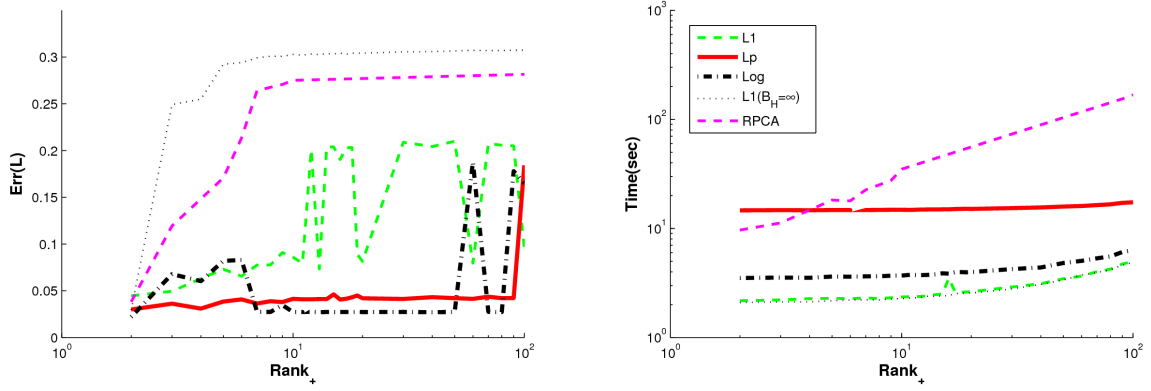 0.3
0.25
0.2
0.15
0.1
0.05
0
Err(L)
10^0
10^1
10^2
Rank_+
10^3
10^2
10^1
10^0
Time(sec)
L1
Lp
Log
L1(B_H=∞)
RPCA
10^0
10^1
10^2
Rank_+